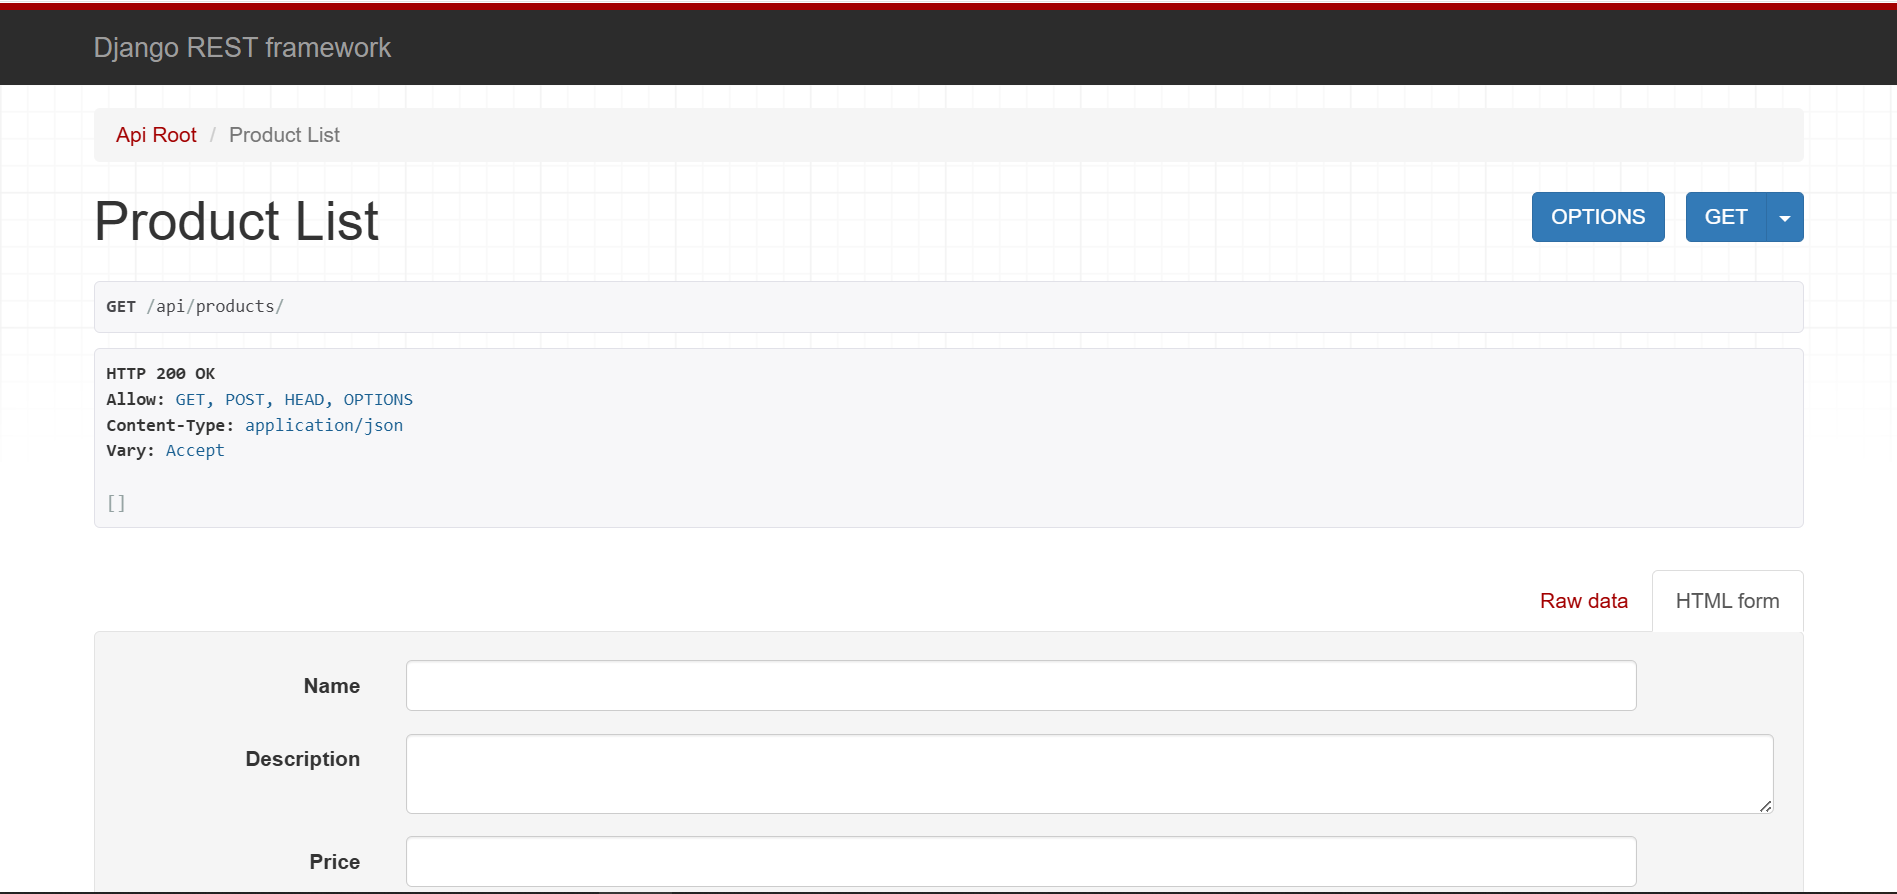 Django REST framework
Api Root / Product List
Product List
OPTIONS
GET
GET /api/products/
HTTP 200 OK
Allow: GET, POST, HEAD, OPTIONS
Content-Type: application/json
Vary: Accept
[]
Raw data
HTML form
Name
Description
Price